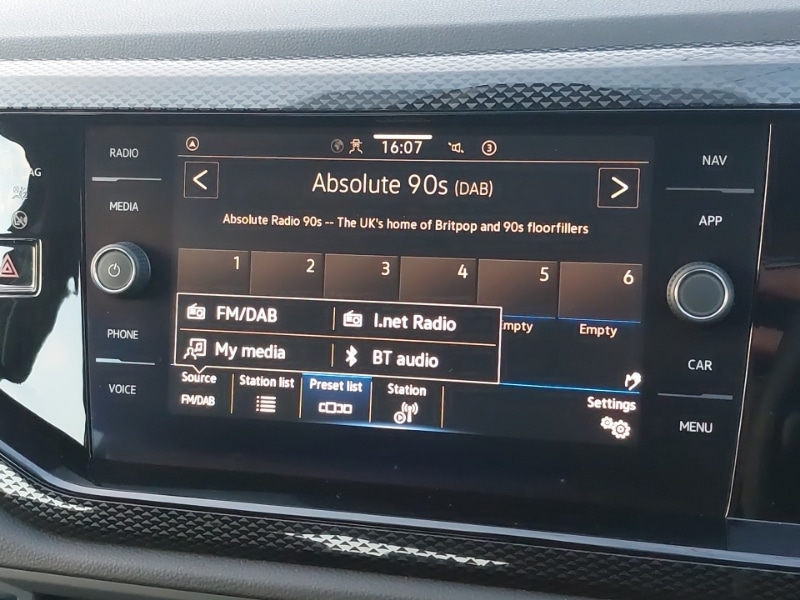 RADIO
MEDIA
PHONE
VOICE
AG
16:07
3
Absolute 90s (DAB)
Absolute Radio 90s -- The UK's home of Britpop and 90s floorfillers
1 2 3 4 5 6
mpty Empty
FM/DAB I.net Radio
My media BT audio
Source Station list Preset list Station Settings
FM/DAB
NAV
APP
CAR
MENU